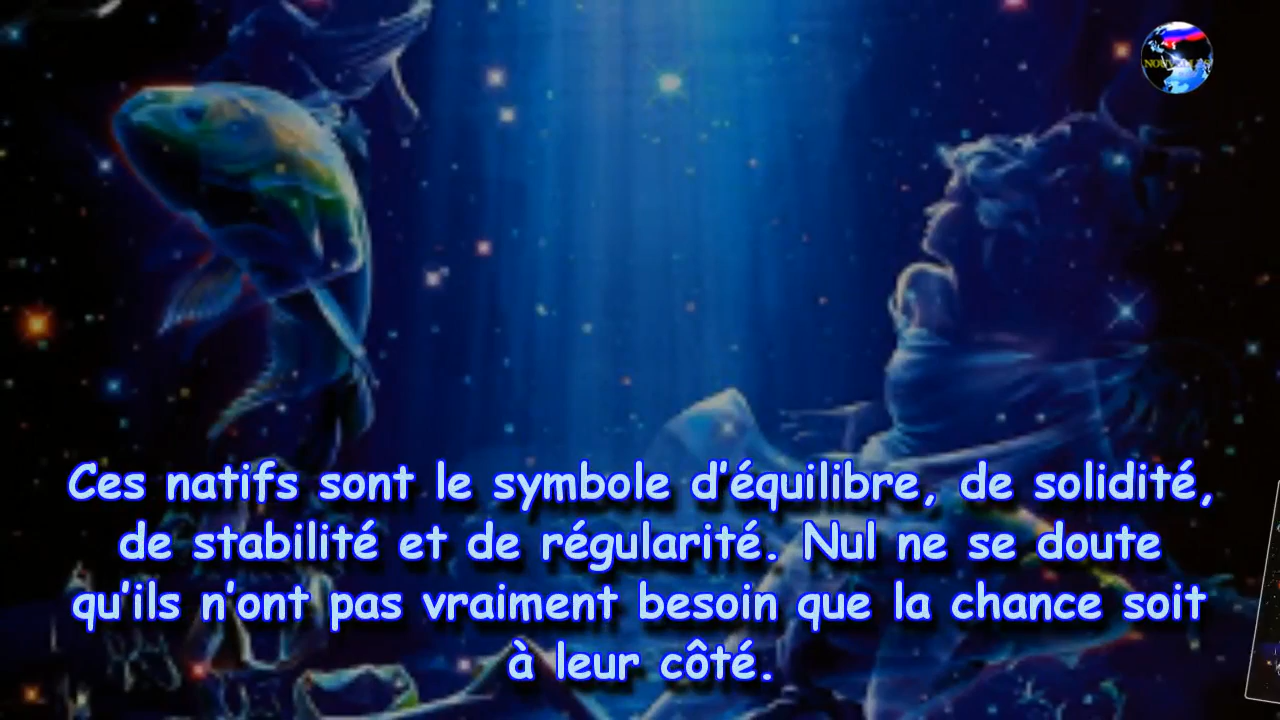 Ces natifs sont le symbole d'équilibre, de solidité,
de stabilité et de régularité. Nul ne se doute
qu'ils n'ont pas vraiment besoin que la chance soit
à leur côté.